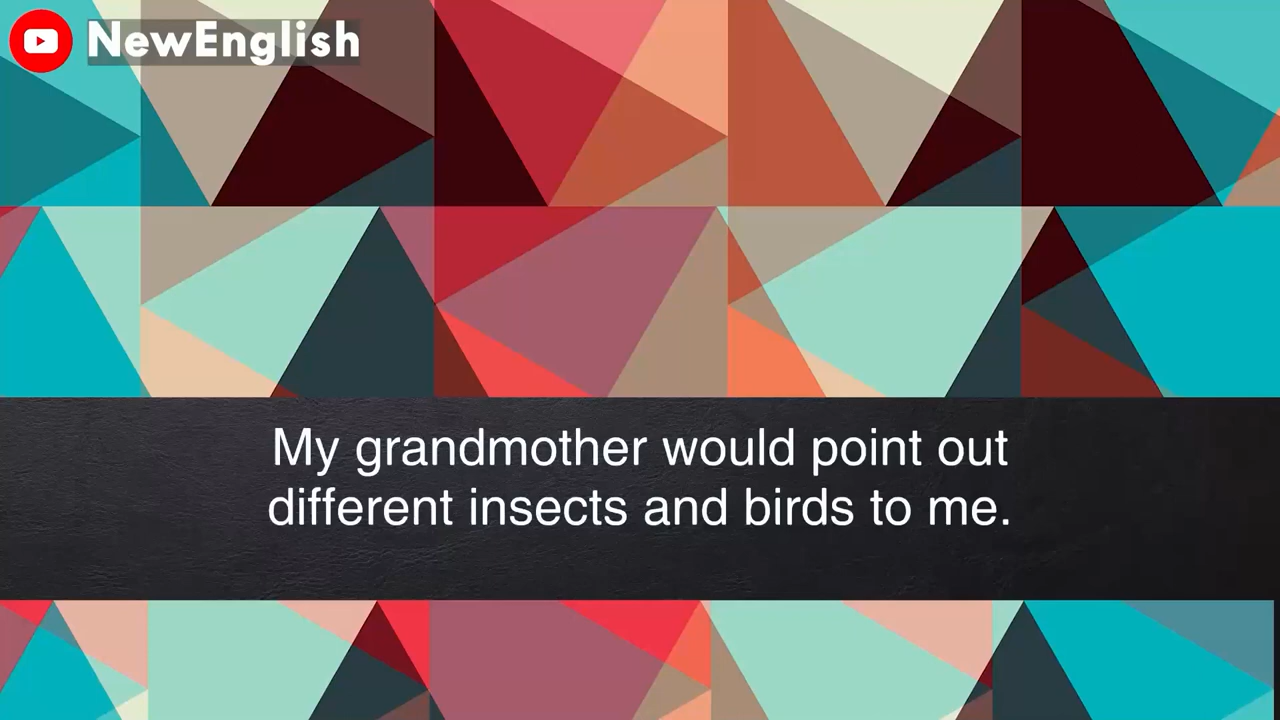 NewEnglish
My grandmother would point out
different insects and birds to me.